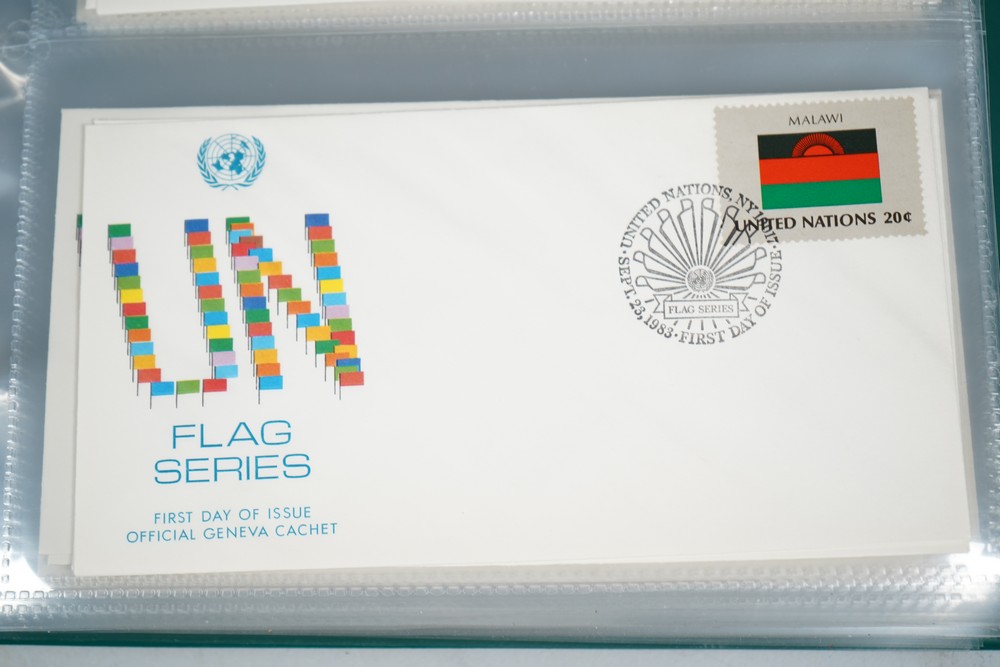 MALAWI
UNITED NATIONS 20¢
UNITED NATIONS, NY 10017 · SEPT. 23, 1983 · FIRST DAY OF ISSUE ·
FLAG SERIES
UN
FLAG
SERIES
FIRST DAY OF ISSUE
OFFICIAL GENEVA CACHET